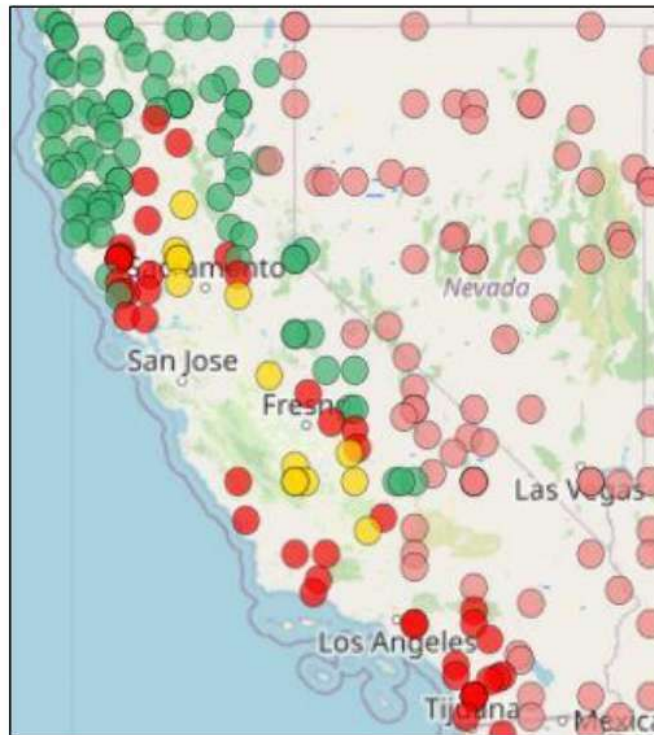 Sacramento
Nevada
San Jose
Fresno
Las Vegas
Los Angeles
Tijuana
Mexica